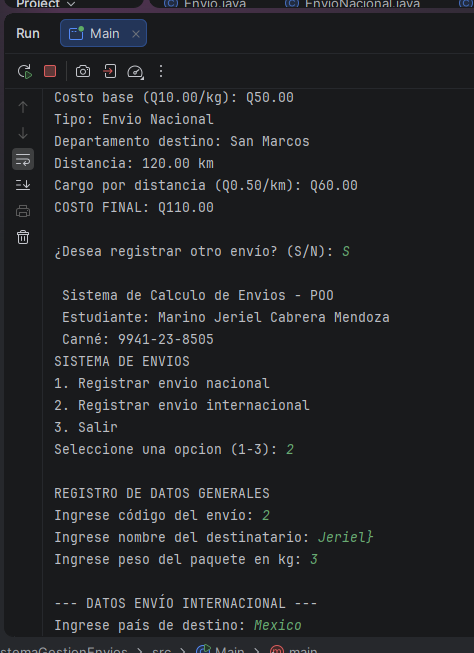 Project
Envio.java
EnvioNacional.java
Run
Main
Costo base (Q10.00/kg): Q50.00
Tipo: Envio Nacional
Departamento destino: San Marcos
Distancia: 120.00 km
Cargo por distancia (Q0.50/km): Q60.00
COSTO FINAL: Q110.00
¿Desea registrar otro envío? (S/N): S
Sistema de Calculo de Envios - POO
Estudiante: Marino Jeriel Cabrera Mendoza
Carné: 9941-23-8505
SISTEMA DE ENVIOS
1. Registrar envio nacional
2. Registrar envio internacional
3. Salir
Seleccione una opcion (1-3): 2
REGISTRO DE DATOS GENERALES
Ingrese código del envío: 2
Ingrese nombre del destinatario: Jeriel}
Ingrese peso del paquete en kg: 3
--- DATOS ENVÍO INTERNACIONAL ---
Ingrese país de destino: Mexico
stemaGestionEnvios > src > Main > main